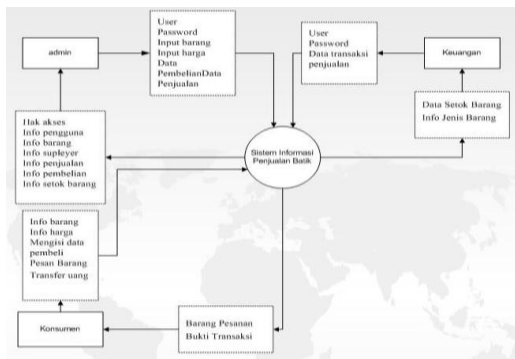 User
Password
Input barang
Input harga
Data
PembelianData
Penjualan
admin
User
Password
Data transaksi
penjualan
Keuangan
Data Setok Barang
Info Jenis Barang
Hak akses
Info pengguna
Info barang
Info supleyer
Info penjualan
Info pembelian
Info setok barang
Sistem Informasi
Penjualan Batik
Info barang
Info harga
Mengisi data
pembeli
Pesan Barang
Transfer uang
Konsumen
Barang Pesanan
Bukti Transaksi